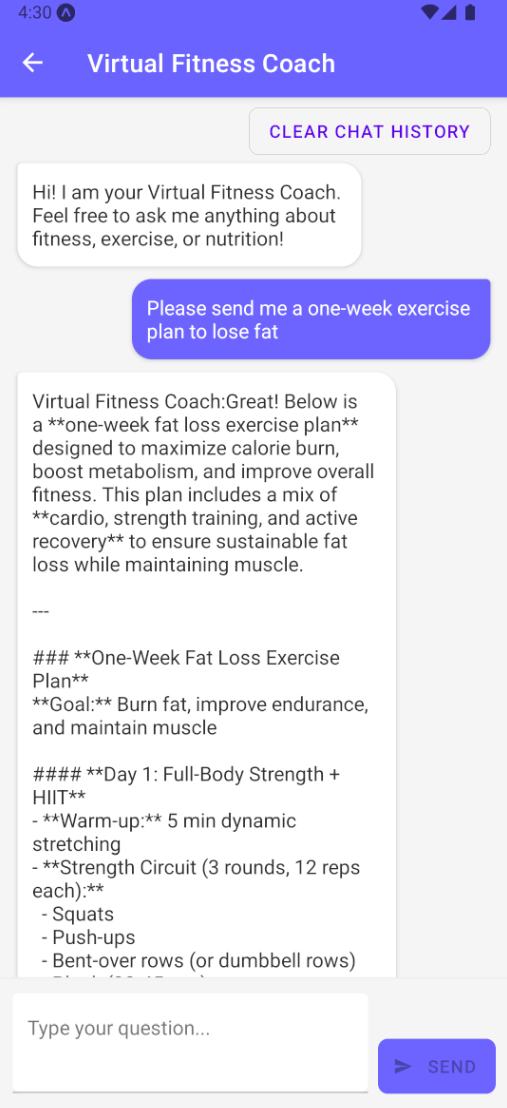 4:30
Virtual Fitness Coach
CLEAR CHAT HISTORY
Hi! I am your Virtual Fitness Coach.
Feel free to ask me anything about
fitness, exercise, or nutrition!
Please send me a one-week exercise
plan to lose fat
Virtual Fitness Coach:Great! Below is
a **one-week fat loss exercise plan**
designed to maximize calorie burn,
boost metabolism, and improve overall
fitness. This plan includes a mix of
**cardio, strength training, and active
recovery** to ensure sustainable fat
loss while maintaining muscle.
---
### **One-Week Fat Loss Exercise
Plan**
**Goal:** Burn fat, improve endurance,
and maintain muscle
#### **Day 1: Full-Body Strength +
HIIT**
- **Warm-up:** 5 min dynamic
stretching
- **Strength Circuit (3 rounds, 12 reps
each):**
- Squats
- Push-ups
- Bent-over rows (or dumbbell rows)
Type your question...
SEND